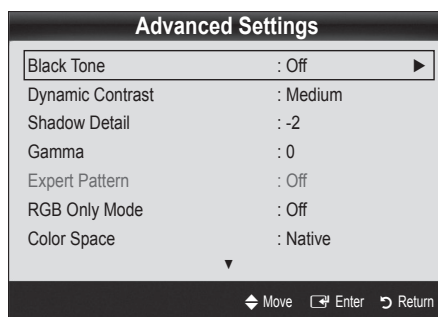 Advanced Settings
Black Tone : Off ▶
Dynamic Contrast : Medium
Shadow Detail : -2
Gamma : 0
Expert Pattern : Off
RGB Only Mode : Off
Color Space : Native
▼
Move Enter Return